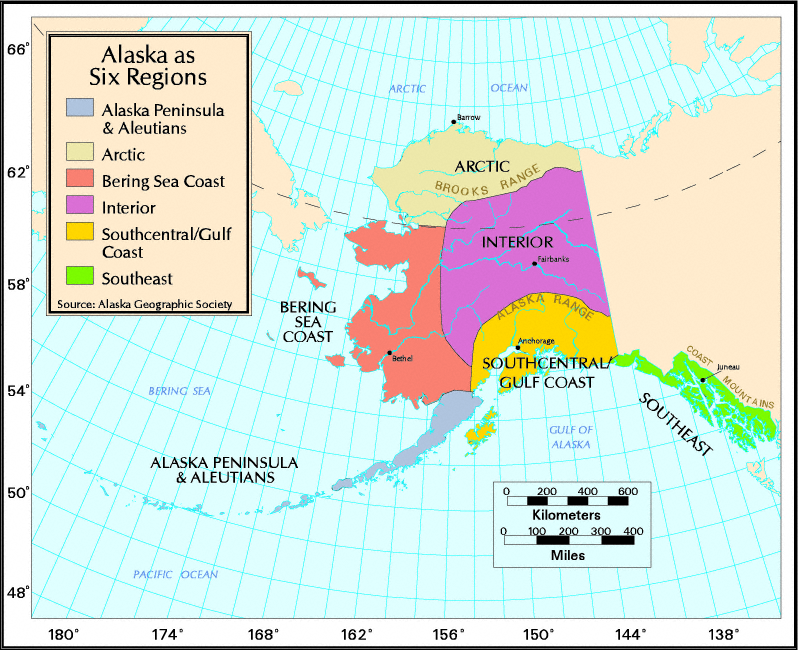 Alaska as
Six Regions
Alaska Peninsula
& Aleutians
Arctic
Bering Sea Coast
Interior
Southcentral/Gulf
Coast
Southeast
Source: Alaska Geographic Society
66°
62°
58°
54°
50°
48°
ARCTIC OCEAN
Barrow
ARCTIC
BROOKS RANGE
INTERIOR
Fairbanks
BERING
SEA
COAST
ALASKA RANGE
Anchorage
Bethel
SOUTHCENTRAL/
GULF COAST
COAST MOUNTAINS
Juneau
SOUTHEAST
BERING SEA
GULF OF
ALASKA
ALASKA PENINSULA
& ALEUTIANS
PACIFIC OCEAN
0 200 400 600
Kilometers
0 100 200 300 400
Miles
180° 174° 168° 162° 156° 150° 144° 138°